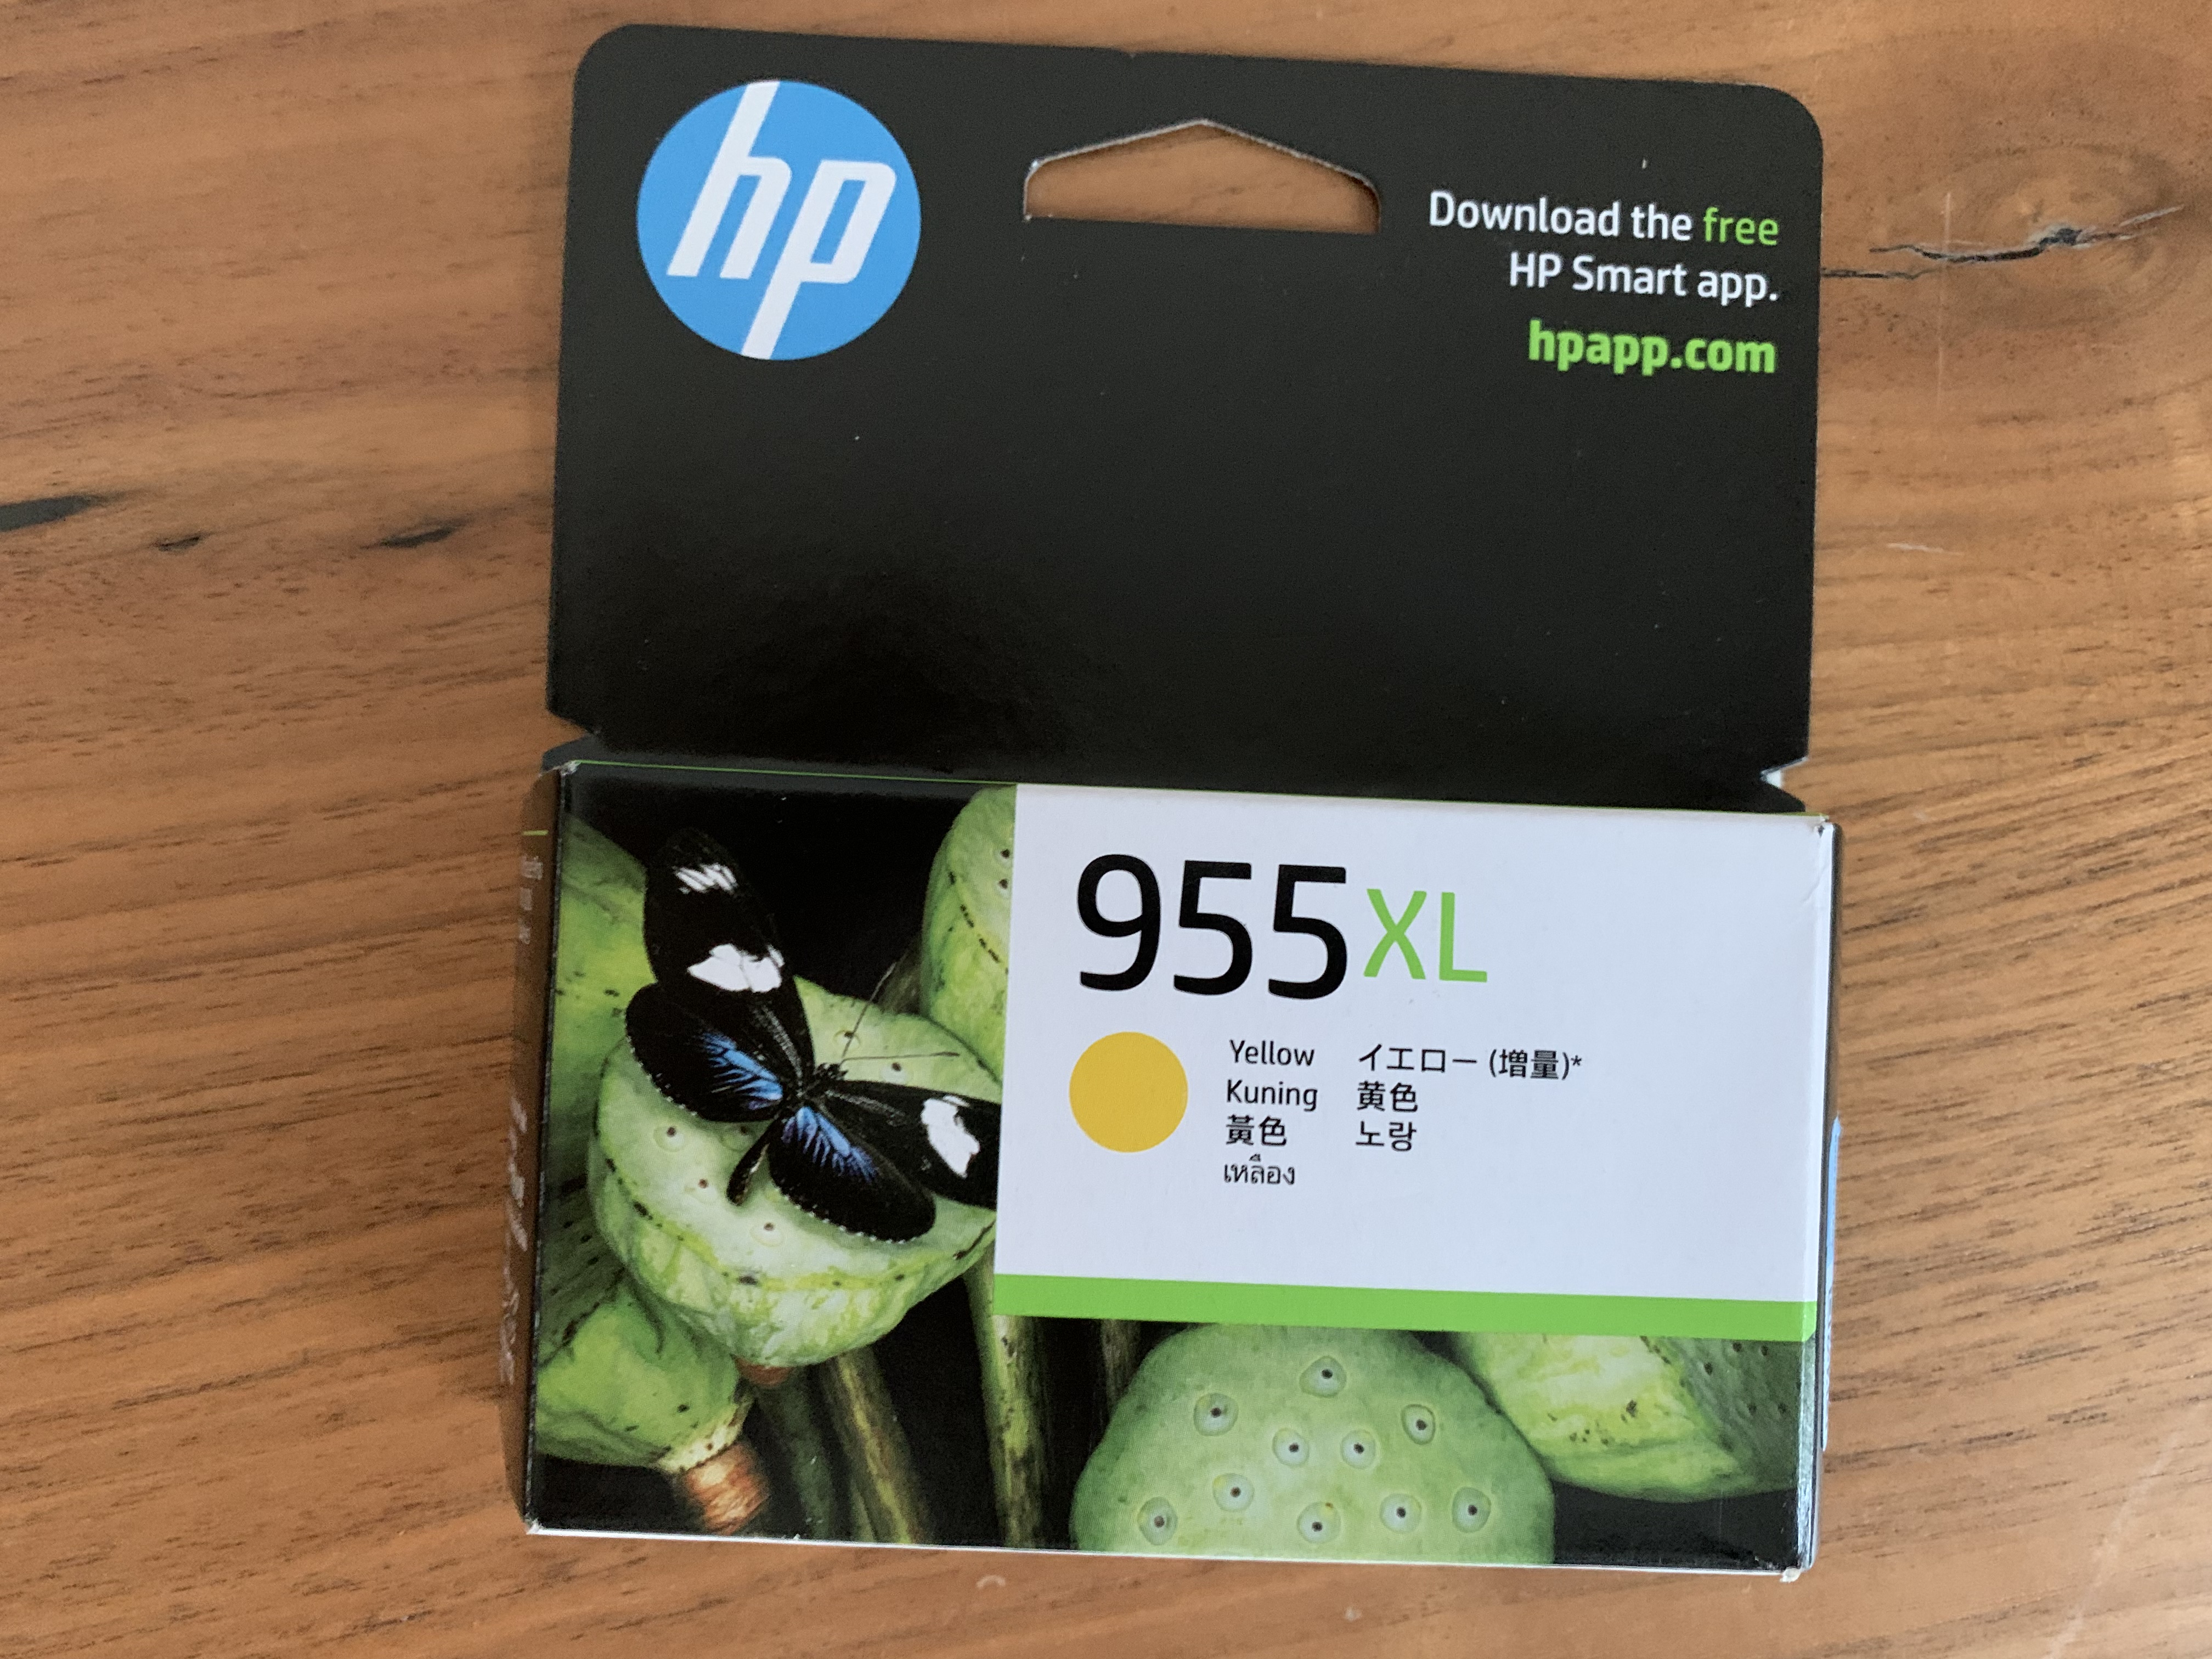 hp
Download the free
HP Smart app.
hpapp.com
955XL
Yellow イエロー (増量)*
Kuning 黄色
黃色 노랑
เหลือง